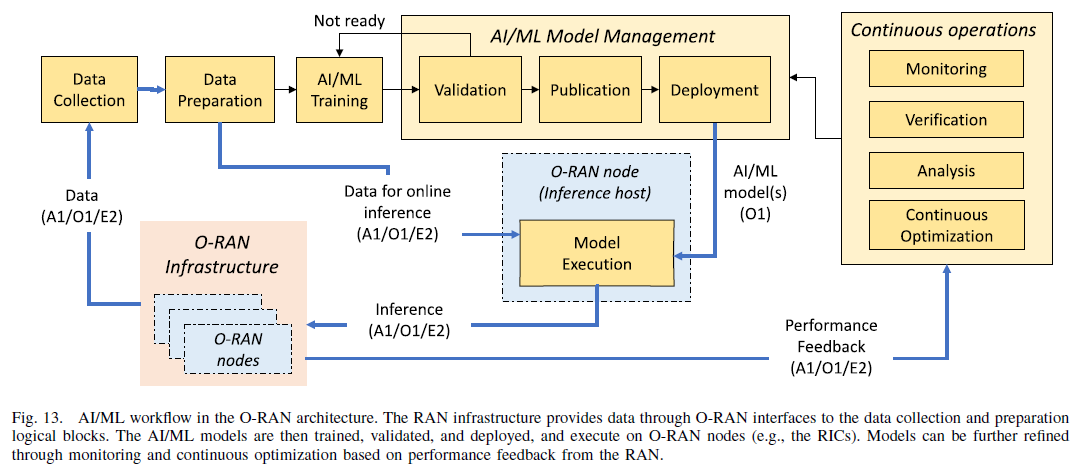 Not ready
AI/ML Model Management
Continuous operations
Data
Collection
Data
Preparation
AI/ML
Training
Validation
Publication
Deployment
Monitoring
Verification
Analysis
Continuous
Optimization
Data
(A1/O1/E2)
Data for online
inference
(A1/O1/E2)
O-RAN node
(Inference host)
Model
Execution
AI/ML
model(s)
(O1)
O-RAN
Infrastructure
O-RAN
nodes
Inference
(A1/O1/E2)
Performance
Feedback
(A1/O1/E2)
Fig. 13. AI/ML workflow in the O-RAN architecture. The RAN infrastructure provides data through O-RAN interfaces to the data collection and preparation
logical blocks. The AI/ML models are then trained, validated, and deployed, and execute on O-RAN nodes (e.g., the RICs). Models can be further refined
through monitoring and continuous optimization based on performance feedback from the RAN.